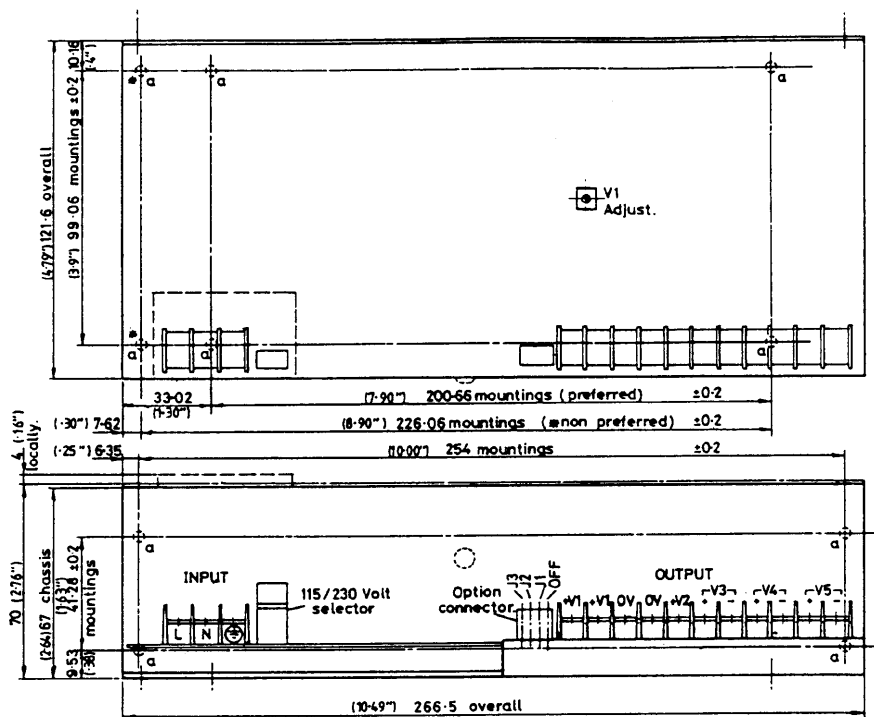 10·16
(·4")
a
a
a
(4·79") 121·6 overall
(3·9") 99·06 mountings ±0·2
V1
Adjust.
a
a
a
33·02
(1·30")
(7·90") 200·66 mountings (preferred) ±0·2
(·30") 7·62
(8·90") 226·06 mountings (non preferred) ±0·2
(·25") 6·35
(10·00") 254 mountings ±0·2
4 (·16")
locally.
a
a
70 (2·76")
(2·64) 67 chassis
(1·63")
41·28 ±0·2
mountings
INPUT
115/230 Volt
selector
Option
connector
J3
J2
J1
OFF
OUTPUT
+V1 +V1 0V 0V +V2
V3 V4 V5
+ - + - + -
L N
9·53
(·38)
a
a
(10·49") 266·5 overall